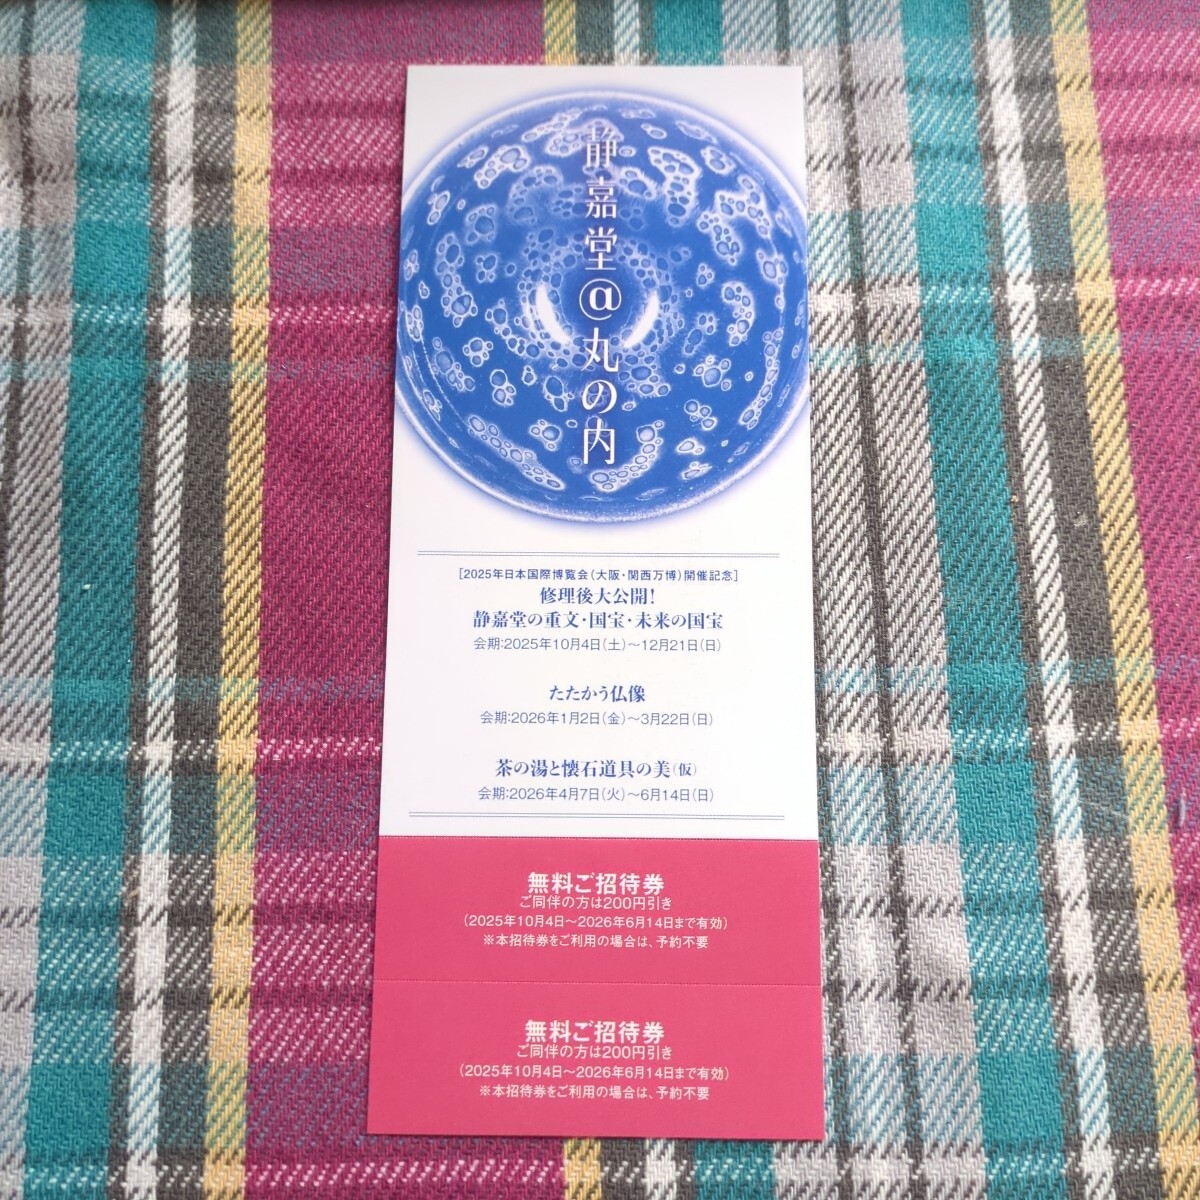 静嘉堂@丸の内
[2025年日本国際博覧会(大阪・関西万博)開催記念]
修理後大公開!
静嘉堂の重文・国宝・未来の国宝
会期:2025年10月4日(土)～12月21日(日)
たたかう仏像
会期:2026年1月2日(金)～3月22日(日)
茶の湯と懐石道具の美(仮)
会期:2026年4月7日(火)～6月14日(日)
無料ご招待券
ご同伴の方は200円引き
(2025年10月4日～2026年6月14日まで有効)
※本招待券をご利用の場合は、予約不要
無料ご招待券
ご同伴の方は200円引き
(2025年10月4日～2026年6月14日まで有効)
※本招待券をご利用の場合は、予約不要